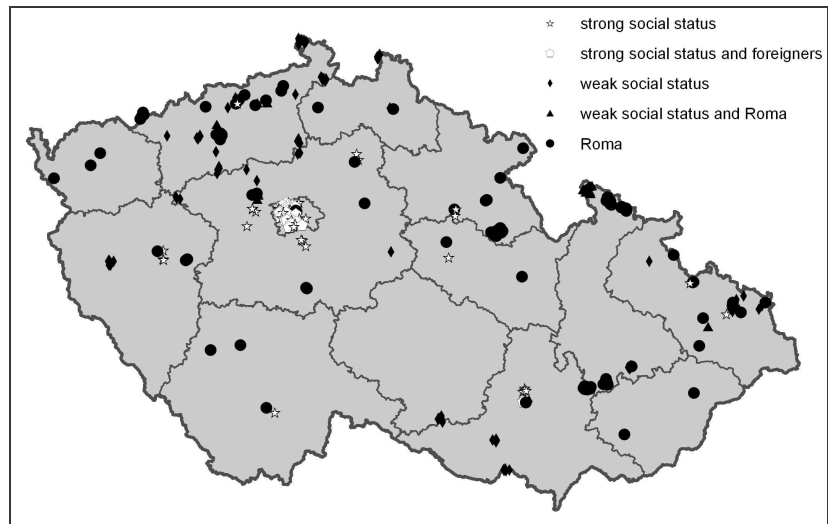 strong social status
strong social status and foreigners
weak social status
weak social status and Roma
Roma